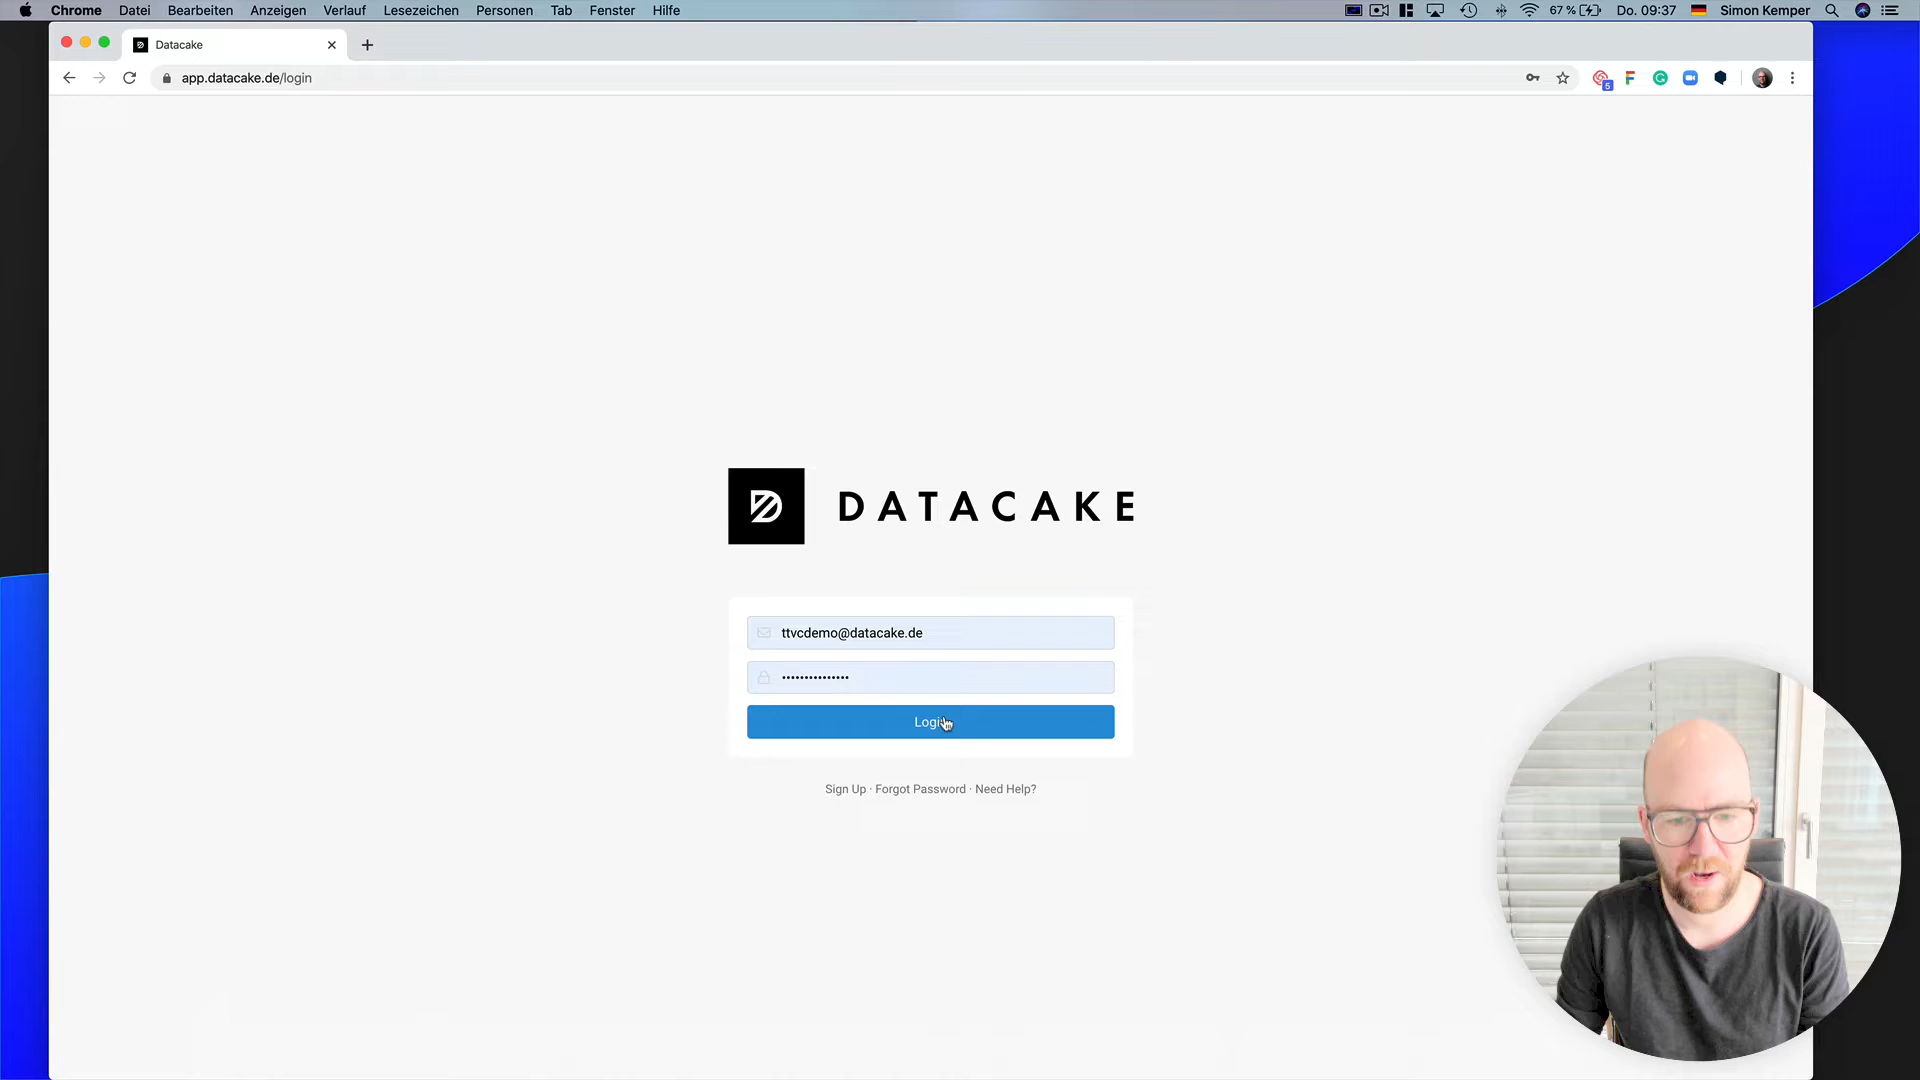 Chrome Datei Bearbeiten Anzeigen Verlauf Lesezeichen Personen Tab Fenster Hilfe 67 % Do. 09:37 Simon Kemper
Datacake
app.datacake.de/login
5
DATACAKE
ttvcdemo@datacake.de
Login
Sign Up · Forgot Password · Need Help?